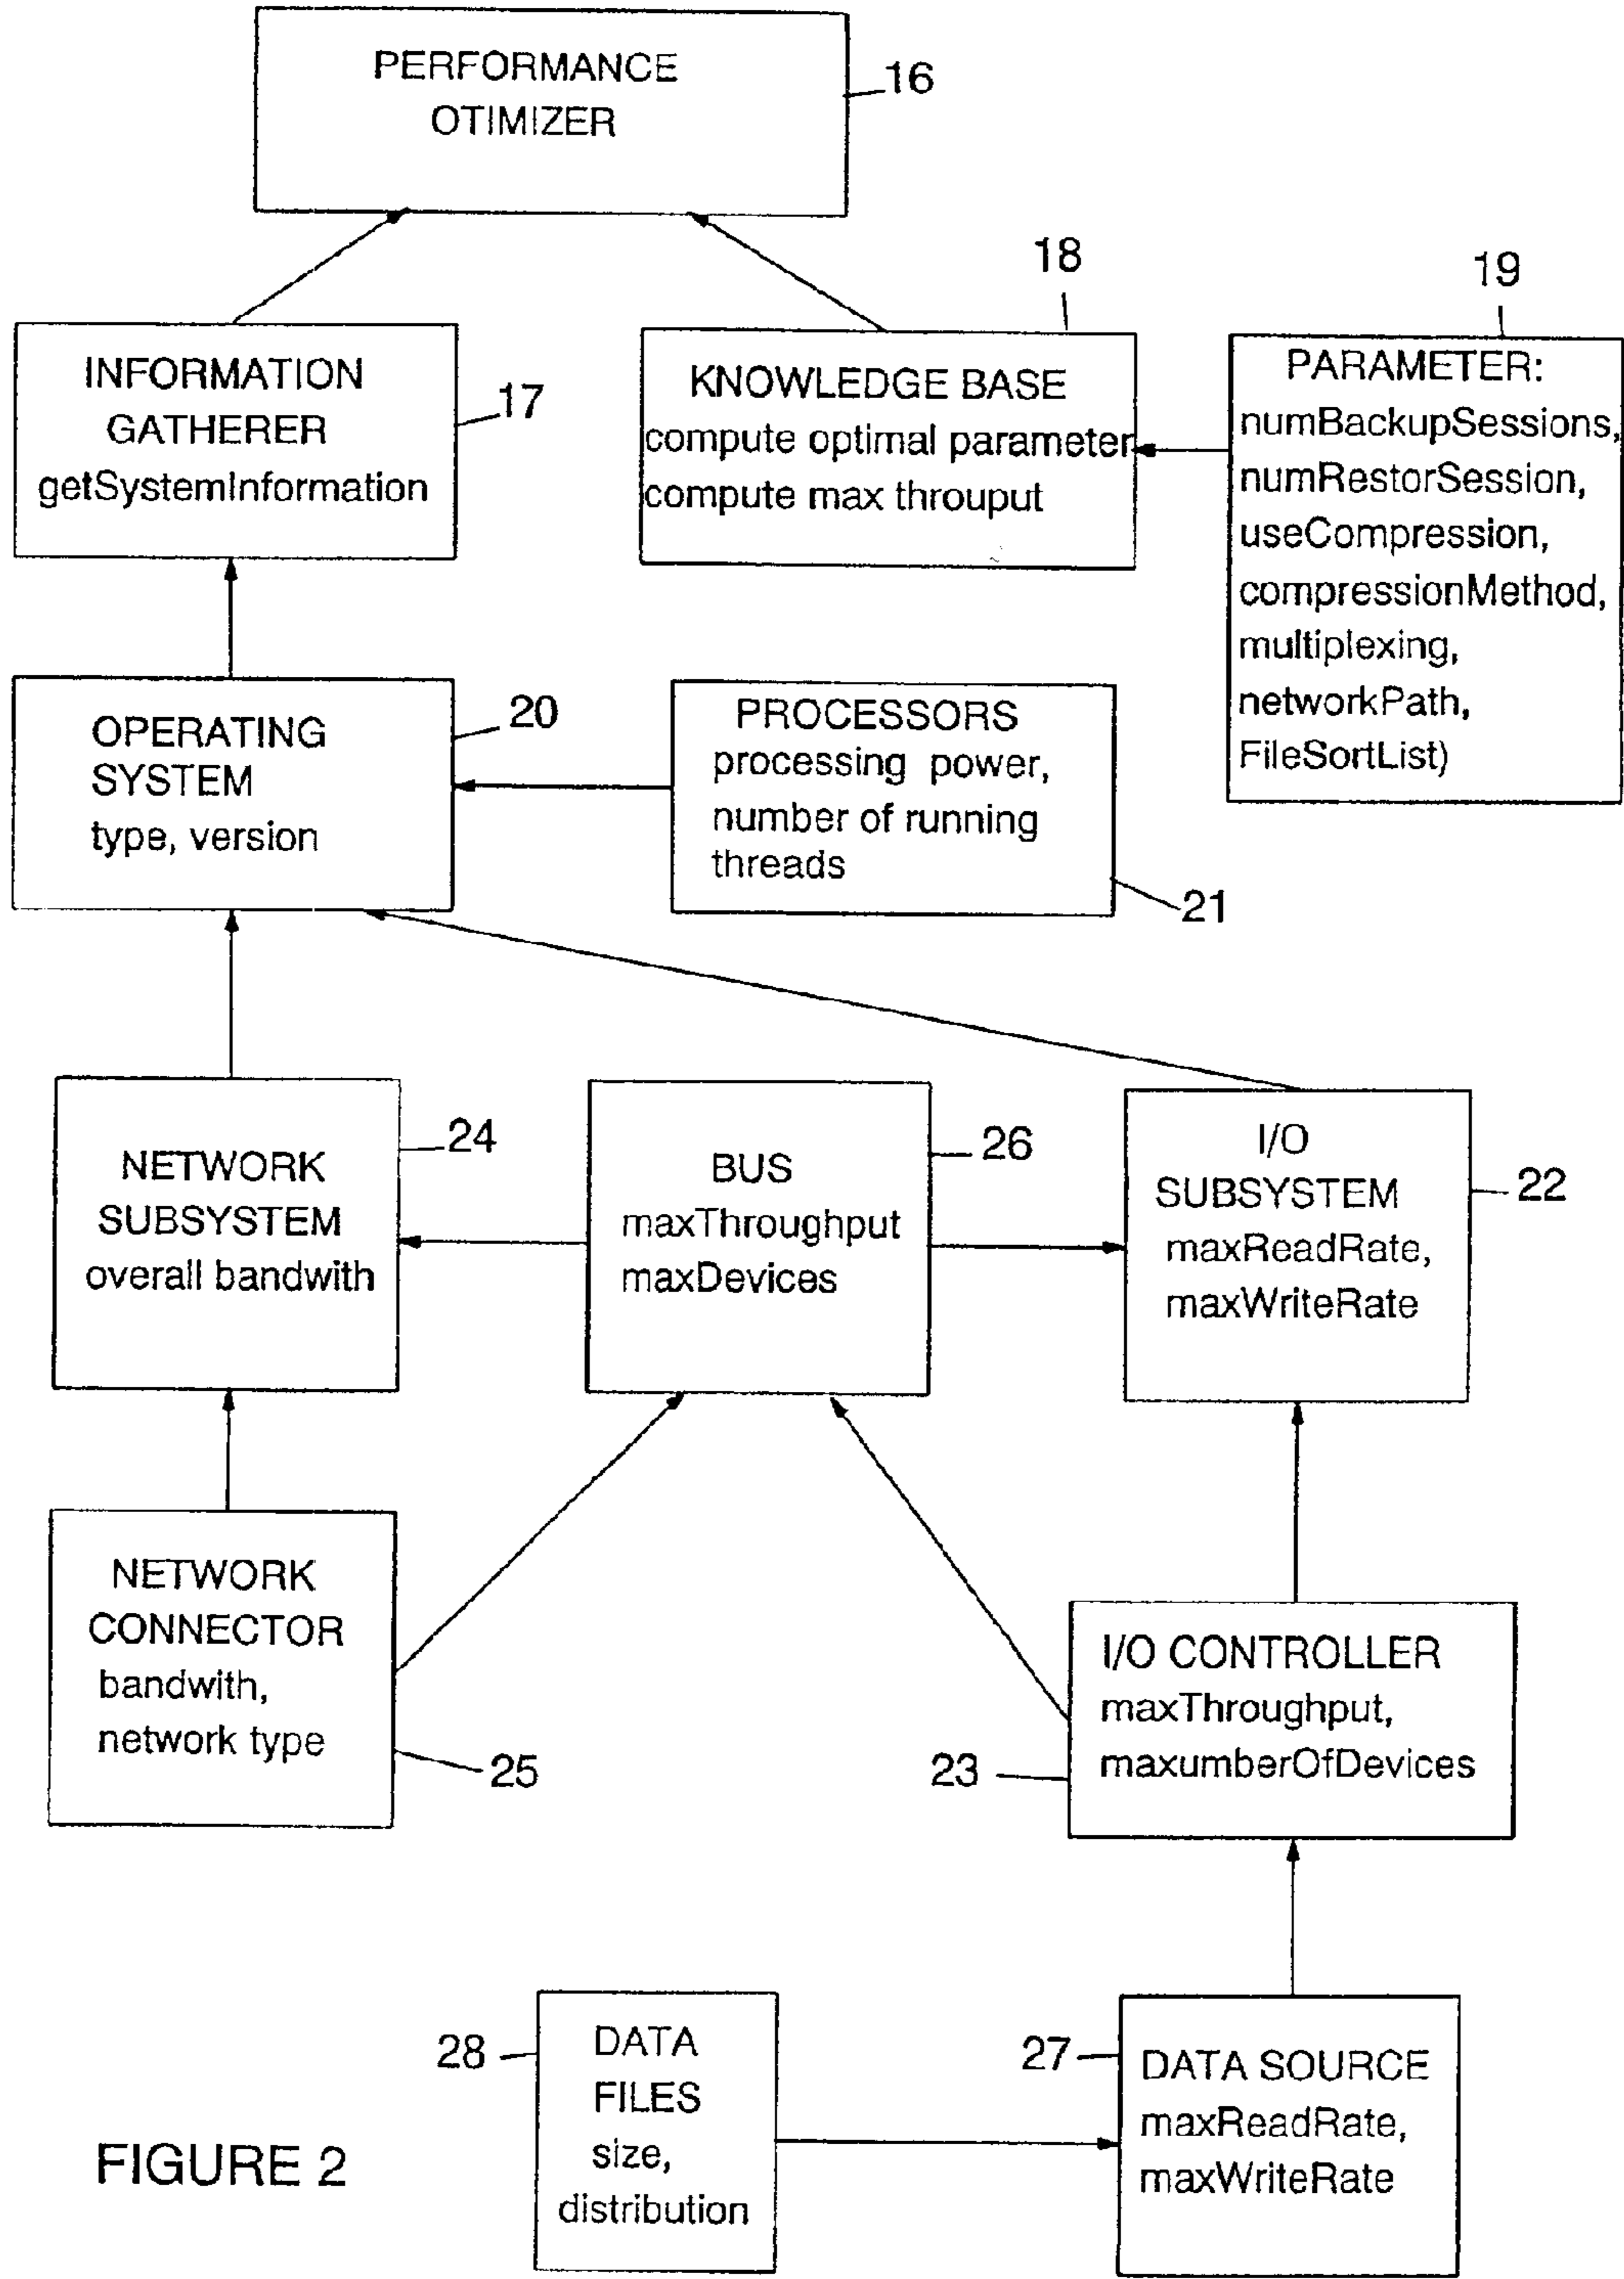 PERFORMANCE
OTIMIZER
16
18
19
INFORMATION
GATHERER
getSystemInformation
17
KNOWLEDGE BASE
compute optimal parameter
compute max throuput
PARAMETER:
numBackupSessions,
numRestorSession,
useCompression,
compressionMethod,
multiplexing,
networkPath,
FileSortList)
OPERATING
SYSTEM
type, version
20
PROCESSORS
processing power,
number of running
threads
21
NETWORK
SUBSYSTEM
overall bandwith
24
BUS
maxThroughput
maxDevices
26
I/O
SUBSYSTEM
maxReadRate,
maxWriteRate
22
NETWORK
CONNECTOR
bandwith,
network type
25
I/O CONTROLLER
maxThroughput,
maxumberOfDevices
23
28
DATA
FILES
size,
distribution
27
DATA SOURCE
maxReadRate,
maxWriteRate
FIGURE 2